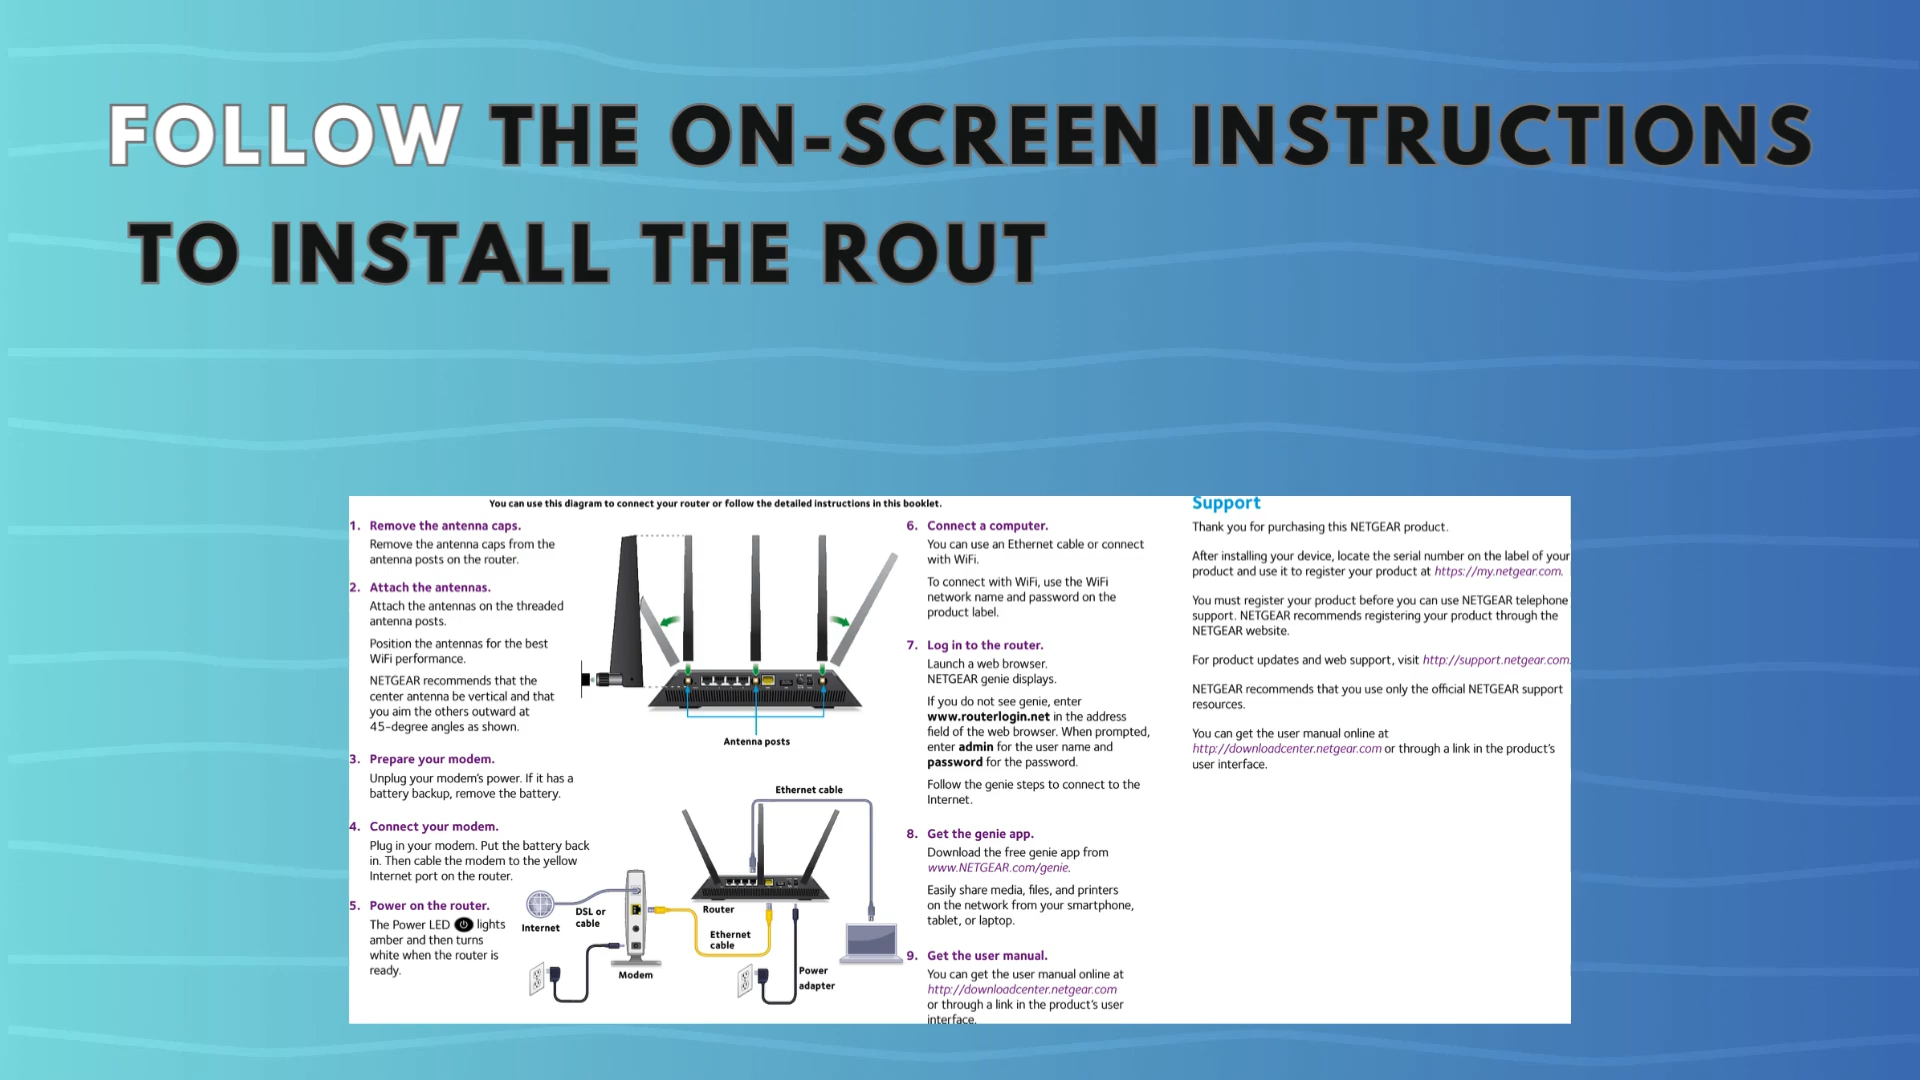 FOLLOW THE ON-SCREEN INSTRUCTIONS
TO INSTALL THE ROUT
You can use this diagram to connect your router or follow the detailed instructions in this booklet.
1. Remove the antenna caps.
Remove the antenna caps from the
antenna posts on the router.
2. Attach the antennas.
Attach the antennas on the threaded
antenna posts.
Position the antennas for the best
WiFi performance.
NETGEAR recommends that the
center antenna be vertical and that
you aim the others outward at
45-degree angles as shown.
3. Prepare your modem.
Unplug your modem's power. If it has a
battery backup, remove the battery.
4. Connect your modem.
Plug in your modem. Put the battery back
in. Then cable the modem to the yellow
Internet port on the router.
5. Power on the router.
The Power LED lights
amber and then turns
white when the router is
ready.
Antenna posts
Ethernet cable
Internet
DSL or
cable
Modem
Router
Ethernet
cable
Power
adapter
6. Connect a computer.
You can use an Ethernet cable or connect
with WiFi.
To connect with WiFi, use the WiFi
network name and password on the
product label.
7. Log in to the router.
Launch a web browser.
NETGEAR genie displays.
If you do not see genie, enter
www.routerlogin.net in the address
field of the web browser. When prompted,
enter admin for the user name and
password for the password.
Follow the genie steps to connect to the
Internet.
8. Get the genie app.
Download the free genie app from
www.NETGEAR.com/genie.
Easily share media, files, and printers
on the network from your smartphone,
tablet, or laptop.
9. Get the user manual.
You can get the user manual online at
http://downloadcenter.netgear.com
or through a link in the product's user
interface.
Support
Thank you for purchasing this NETGEAR product.
After installing your device, locate the serial number on the label of your
product and use it to register your product at https://my.netgear.com.
You must register your product before you can use NETGEAR telephone
support. NETGEAR recommends registering your product through the
NETGEAR website.
For product updates and web support, visit http://support.netgear.com.
NETGEAR recommends that you use only the official NETGEAR support
resources.
You can get the user manual online at
http://downloadcenter.netgear.com or through a link in the product's
user interface.